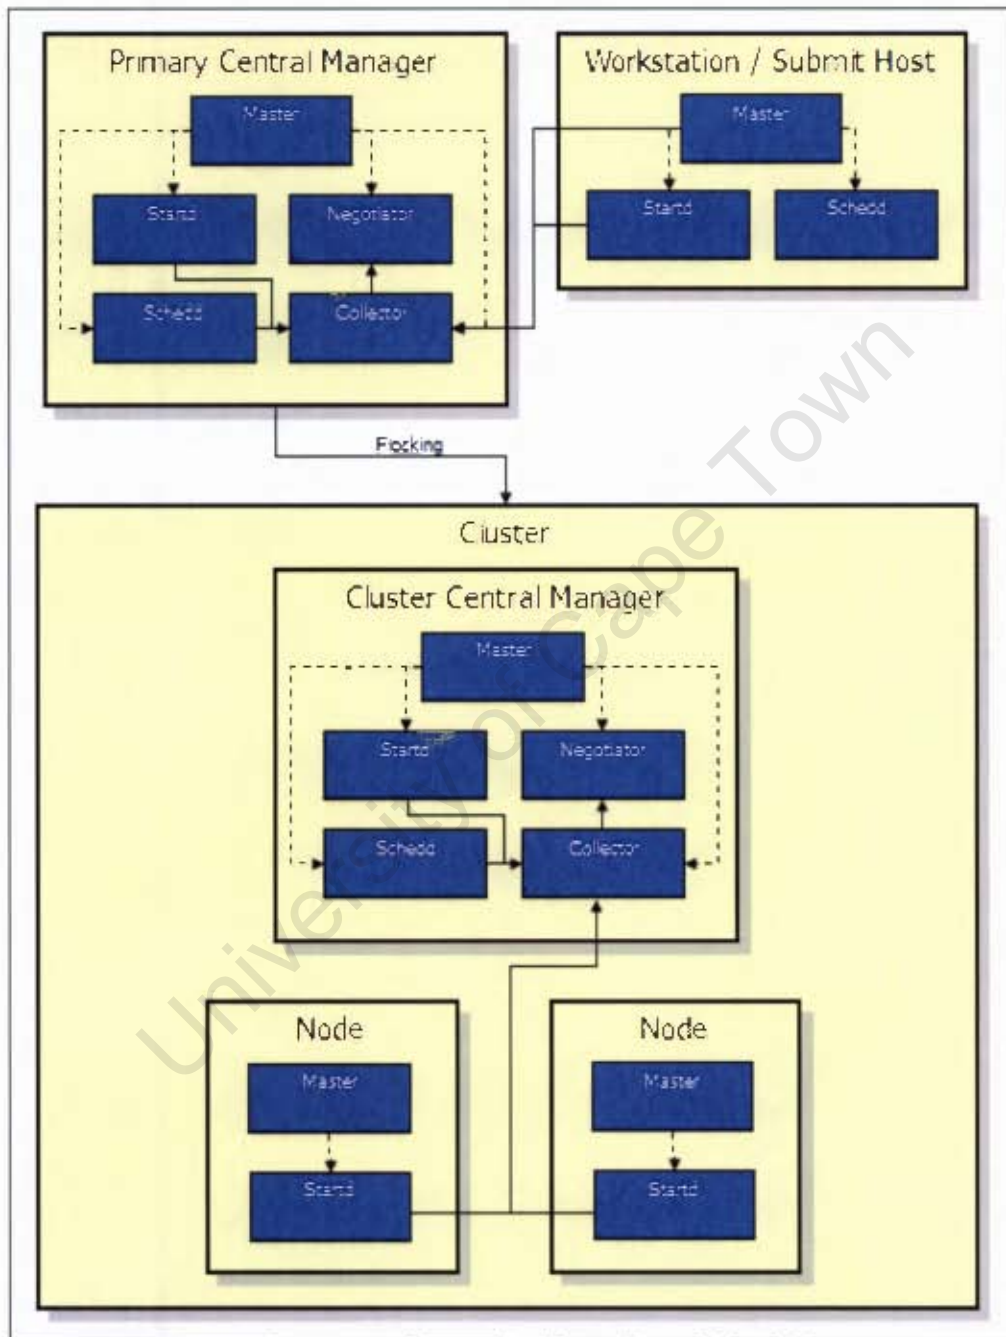 Primary Central Manager
Master
Startd
Negotiator
Schedd
Collector
Workstation / Submit Host
Master
Startd
Schedd
Flocking
Cluster
Cluster Central Manager
Master
Startd
Negotiator
Schedd
Collector
Node
Master
Startd
Node
Master
Startd
University of Cape Town